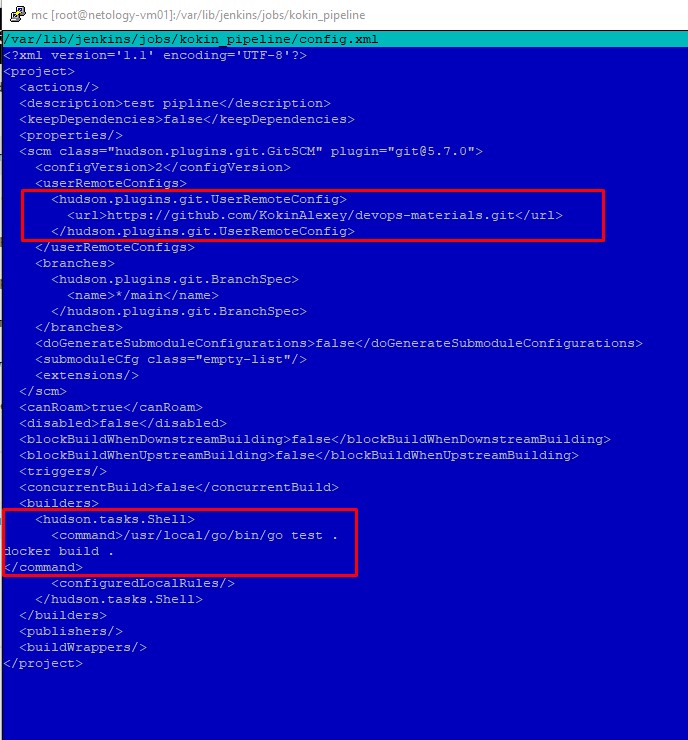 mc [root@netology-vm01]:/var/lib/jenkins/jobs/kokin_pipeline
/var/lib/jenkins/jobs/kokin_pipeline/config.xml
<?xml version='1.1' encoding='UTF-8'?>
<project>
  <actions/>
  <description>test pipline</description>
  <keepDependencies>false</keepDependencies>
  <properties/>
  <scm class="hudson.plugins.git.GitSCM" plugin="git@5.7.0">
    <configVersion>2</configVersion>
    <userRemoteConfigs>
      <hudson.plugins.git.UserRemoteConfig>
        <url>https://github.com/KokinAlexey/devops-materials.git</url>
      </hudson.plugins.git.UserRemoteConfig>
    </userRemoteConfigs>
    <branches>
      <hudson.plugins.git.BranchSpec>
        <name>*/main</name>
      </hudson.plugins.git.BranchSpec>
    </branches>
    <doGenerateSubmoduleConfigurations>false</doGenerateSubmoduleConfigurations>
    <submoduleCfg class="empty-list"/>
    <extensions/>
  </scm>
  <canRoam>true</canRoam>
  <disabled>false</disabled>
  <blockBuildWhenDownstreamBuilding>false</blockBuildWhenDownstreamBuilding>
  <blockBuildWhenUpstreamBuilding>false</blockBuildWhenUpstreamBuilding>
  <triggers/>
  <concurrentBuild>false</concurrentBuild>
  <builders>
    <hudson.tasks.Shell>
      <command>/usr/local/go/bin/go test .
docker build .
</command>
      <configuredLocalRules/>
    </hudson.tasks.Shell>
  </builders>
  <publishers/>
  <buildWrappers/>
</project>